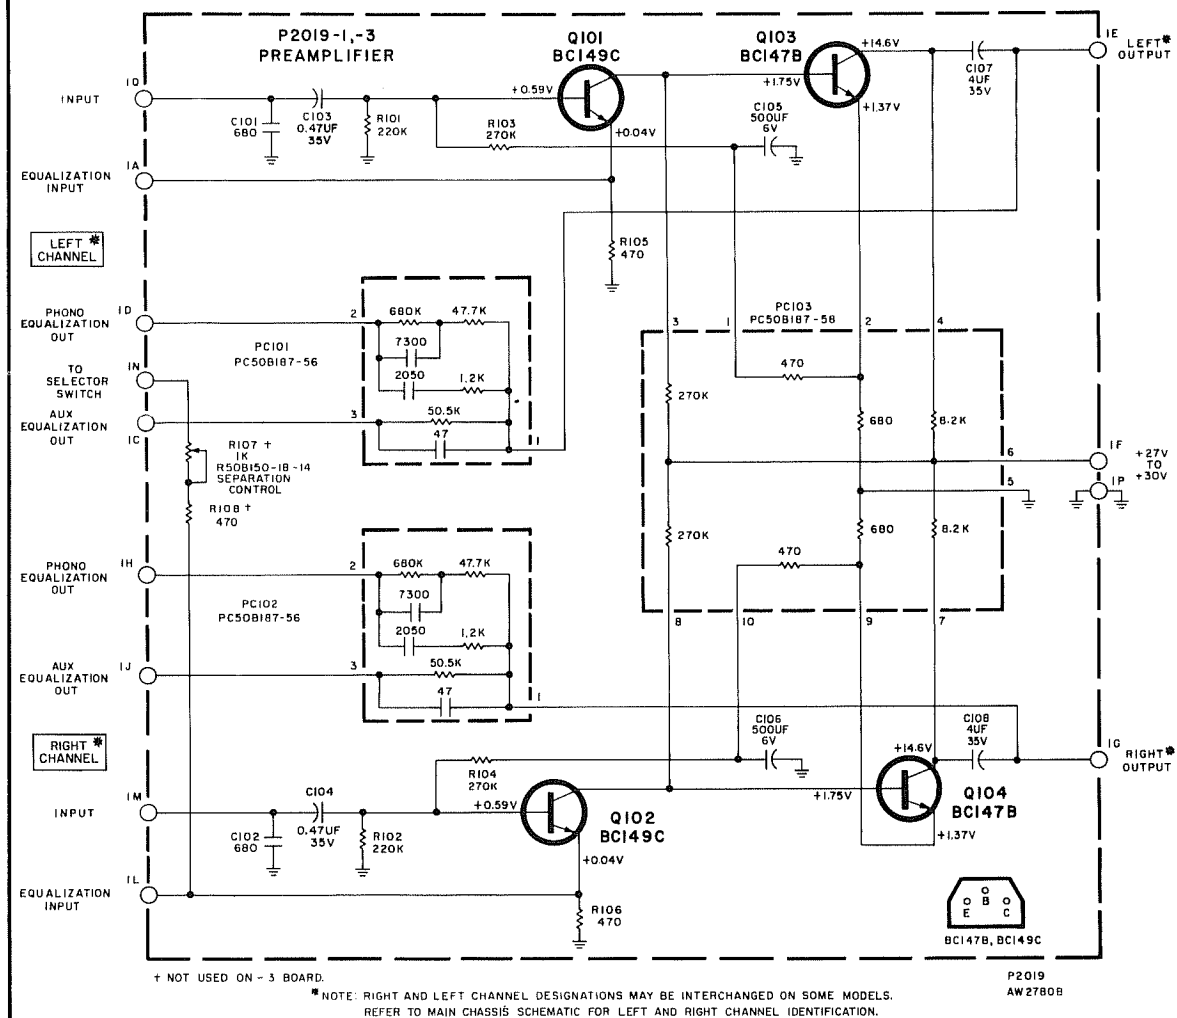 P2019-1,-3
PREAMPLIFIER
Q101
BC149C
Q103
BC147B
+14.6V
C107
4UF
35V
1E
LEFT*
OUTPUT
1O
INPUT
C101
680
C103
0.47UF
35V
R101
220K
R103
270K
+0.59V
+0.04V
+1.75V
+1.37V
C105
500UF
6V
1A
EQUALIZATION
INPUT
LEFT *
CHANNEL
R105
470
1D
PHONO
EQUALIZATION
OUT
2
680K
47.7K
7300
2050
1.2K
PC101
PC50B187-56
1N
TO
SELECTOR
SWITCH
AUX
EQUALIZATION
OUT
1C
3
50.5K
47
1
R107 +
1K
R50B150-18-14
SEPARATION
CONTROL
R108 +
470
PC103
PC50B187-58
3
1
2
4
470
270K
680
8.2K
6
1F
+27V
TO
+30V
5
1P
270K
680
8.2K
470
8
10
9
7
1H
PHONO
EQUALIZATION
OUT
2
680K
47.7K
7300
2050
1.2K
PC102
PC50B187-56
1J
AUX
EQUALIZATION
OUT
3
50.5K
47
1
RIGHT *
CHANNEL
R104
270K
C106
500UF
6V
+14.6V
C108
4UF
35V
1G
RIGHT*
OUTPUT
1M
INPUT
C102
680
C104
0.47UF
35V
R102
220K
+0.59V
Q102
BC149C
+0.04V
+1.75V
Q104
BC147B
+1.37V
1L
EQUALIZATION
INPUT
R106
470
E B C
BC147B, BC149C
+ NOT USED ON -3 BOARD.
P2019
AW2780B
*NOTE: RIGHT AND LEFT CHANNEL DESIGNATIONS MAY BE INTERCHANGED ON SOME MODELS.
REFER TO MAIN CHASSIS SCHEMATIC FOR LEFT AND RIGHT CHANNEL IDENTIFICATION.